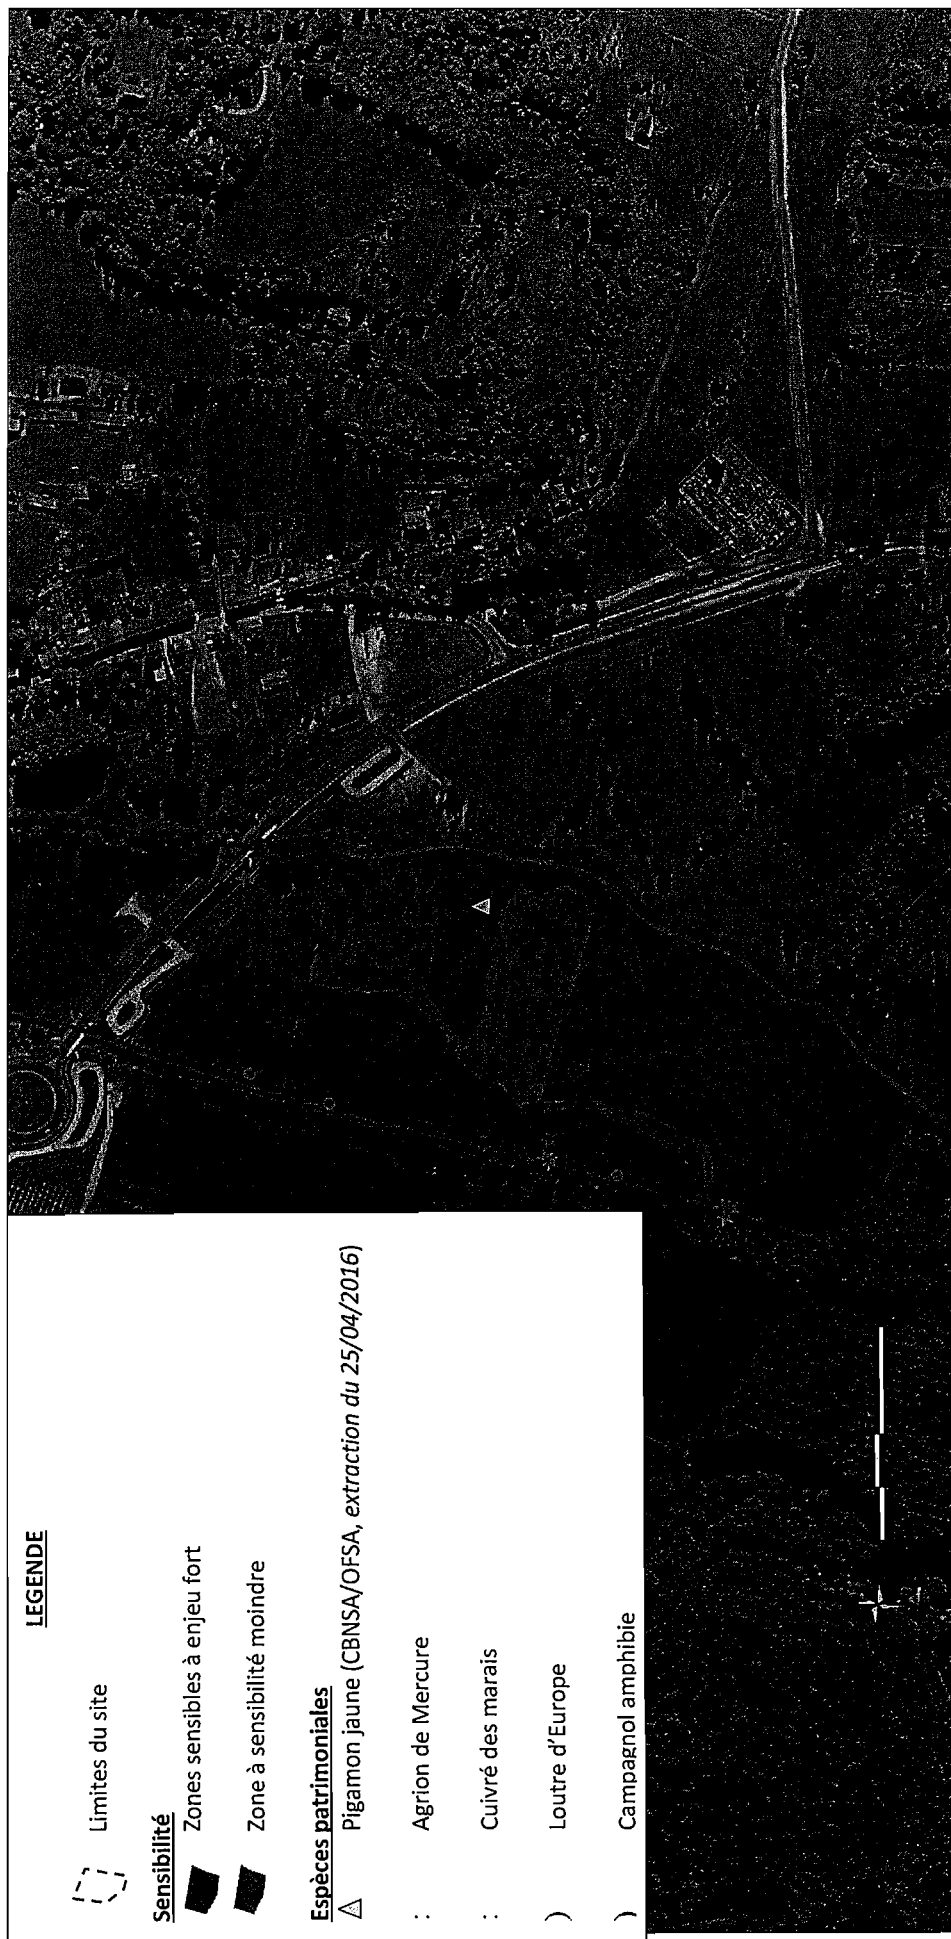 LEGENDE
Limites du site
Sensibilité
Zones sensibles à enjeu fort
Zone à sensibilité moindre
Espèces patrimoniales
Pigamon jaune (CBNSA/OFSA, extraction du 25/04/2016)
Agrion de Mercure
Cuivré des marais
Loutre d'Europe
Campagnol amphibie